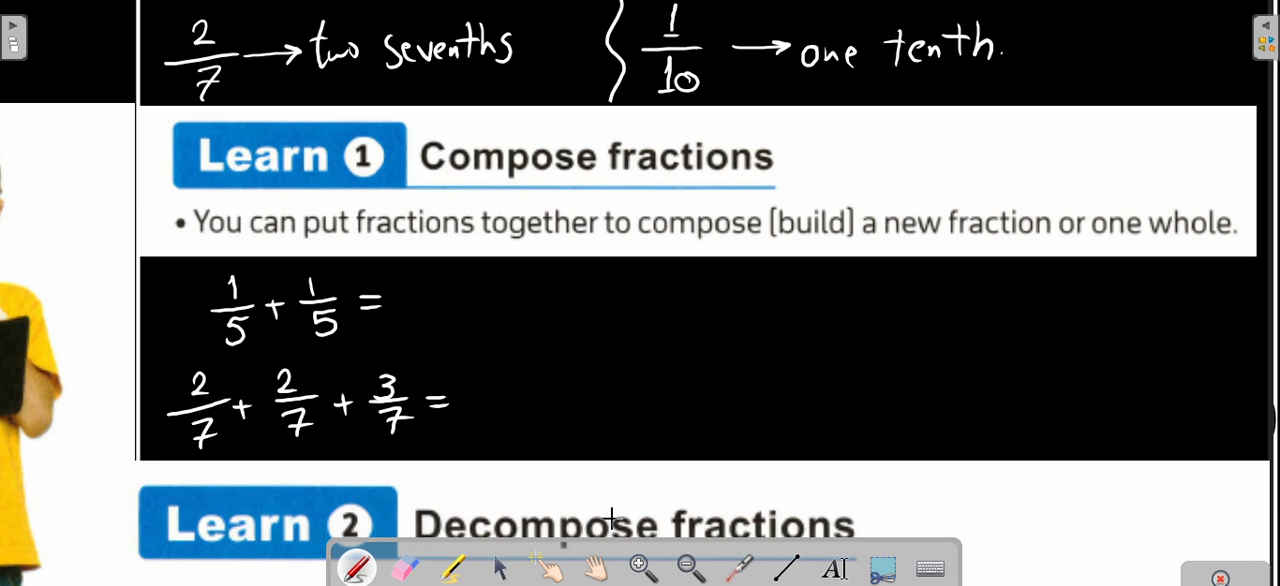 2/7 → two sevenths } 1/10 → one tenth.
Learn 1 Compose fractions
• You can put fractions together to compose [build] a new fraction or one whole.
1/5 + 1/5 =
2/7 + 2/7 + 3/7 =
Learn 2 Decompose fractions
AI